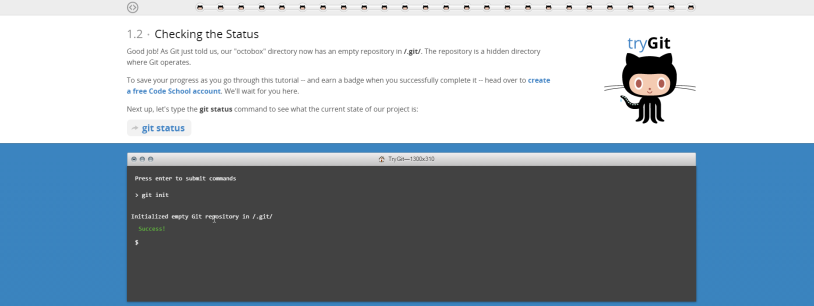 1.2 · Checking the Status
Good job! As Git just told us, our "octobox" directory now has an empty repository in /.git/. The repository is a hidden directory
where Git operates.
To save your progress as you go through this tutorial -- and earn a badge when you successfully complete it -- head over to create
a free Code School account. We'll wait for you here.
Next up, let's type the git status command to see what the current state of our project is:
git status
tryGit
TryGit—1300x310
Press enter to submit commands
> git init
Initialized empty Git repository in /.git/
Success!
$